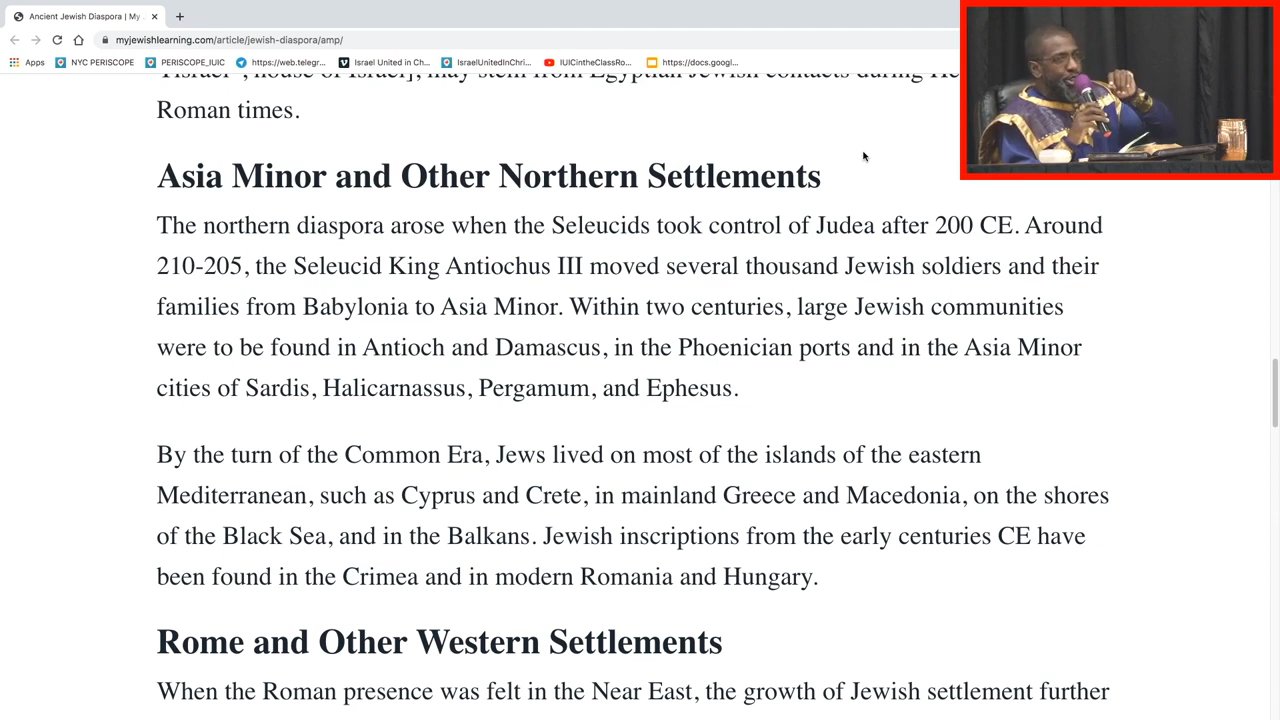 Ancient Jewish Diaspora | My
myjewishlearning.com/article/jewish-diaspora/amp/
Apps NYC PERISCOPE PERISCOPE_IUIC https://web.telegr... Israel United in Ch... IsraelUnitedInChri... IUICintheClassRo... https://docs.googl...
may stem from Egyptian Jewish contacts during
Roman times.
Asia Minor and Other Northern Settlements
The northern diaspora arose when the Seleucids took control of Judea after 200 CE. Around
210-205, the Seleucid King Antiochus III moved several thousand Jewish soldiers and their
families from Babylonia to Asia Minor. Within two centuries, large Jewish communities
were to be found in Antioch and Damascus, in the Phoenician ports and in the Asia Minor
cities of Sardis, Halicarnassus, Pergamum, and Ephesus.
By the turn of the Common Era, Jews lived on most of the islands of the eastern
Mediterranean, such as Cyprus and Crete, in mainland Greece and Macedonia, on the shores
of the Black Sea, and in the Balkans. Jewish inscriptions from the early centuries CE have
been found in the Crimea and in modern Romania and Hungary.
Rome and Other Western Settlements
When the Roman presence was felt in the Near East, the growth of Jewish settlement further